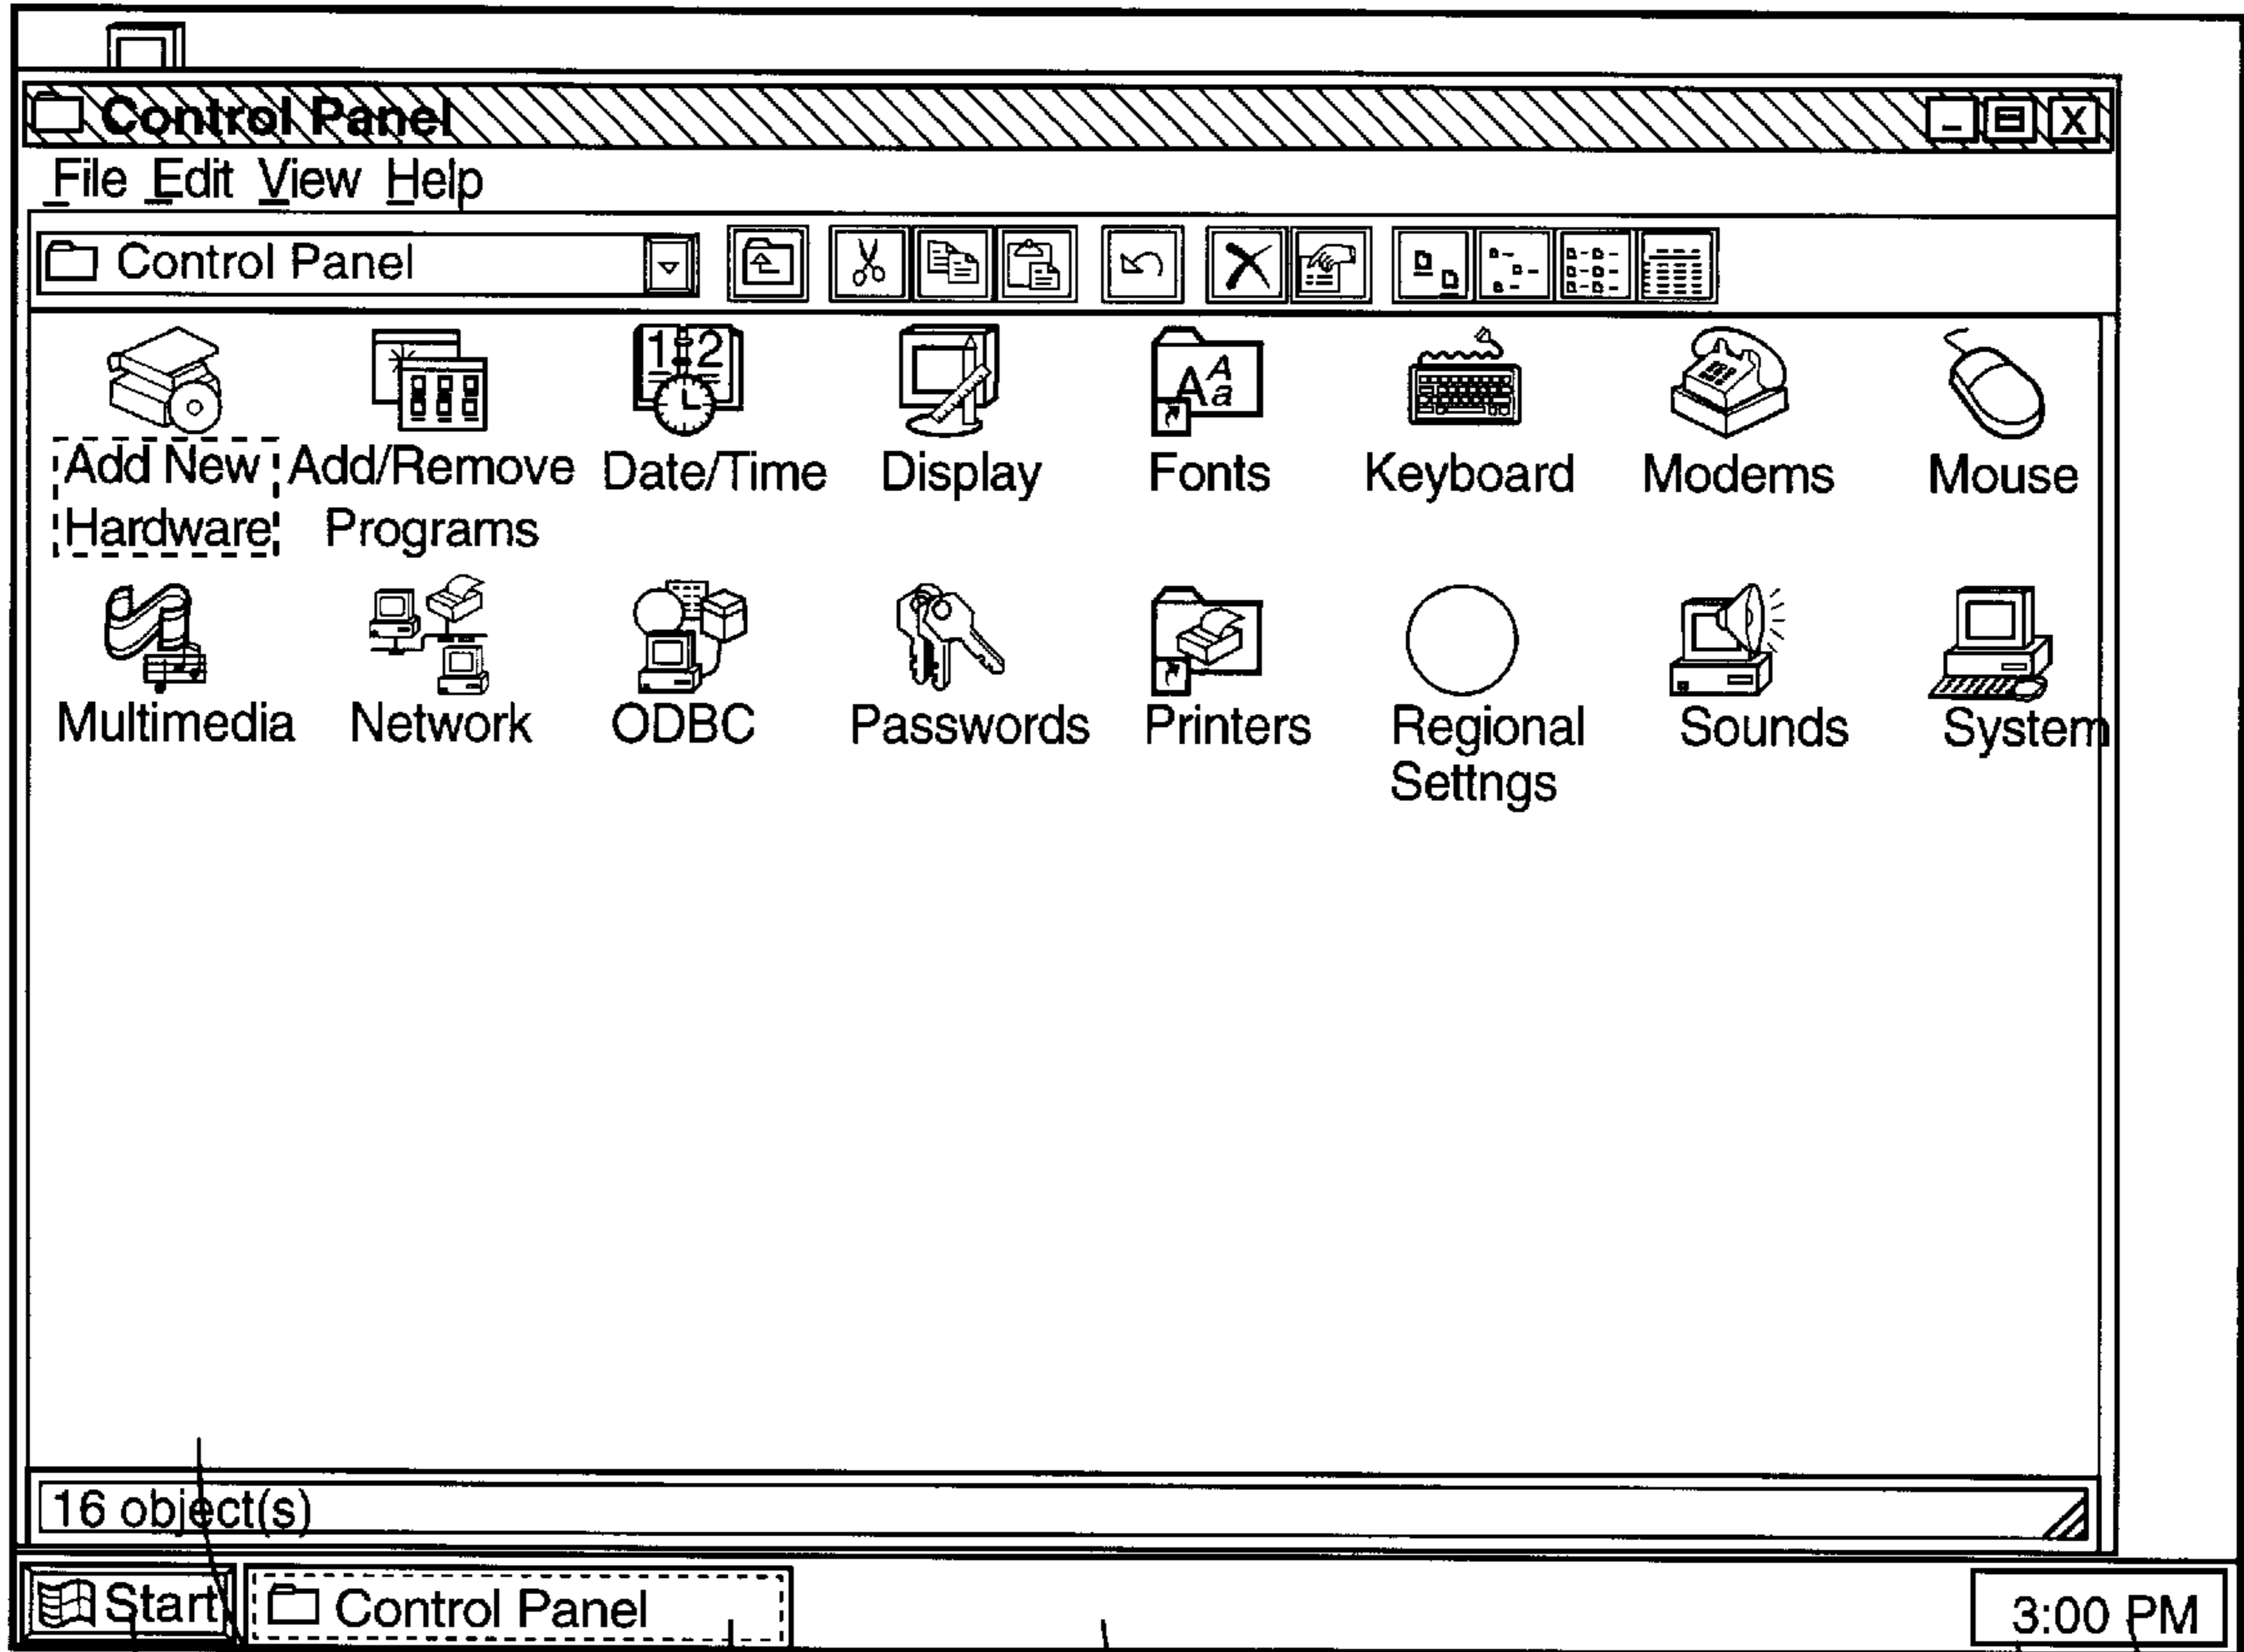 Control Panel
File Edit View Help
Control Panel
1 2
A A a
Add New Add/Remove Date/Time Display Fonts Keyboard Modems Mouse
Hardware Programs
Multimedia Network ODBC Passwords Printers Regional Sounds System
Settngs
16 object(s)
Start Control Panel 3:00 PM